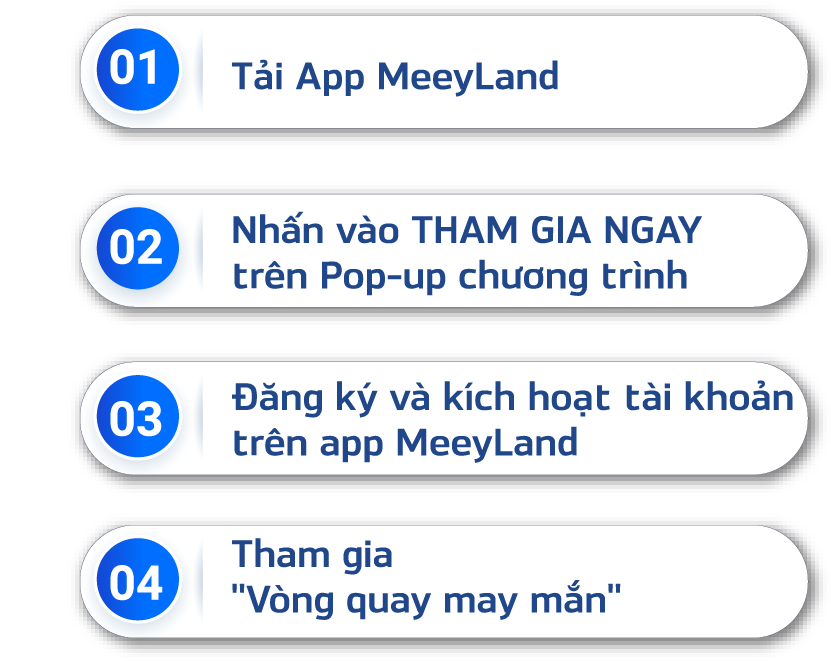 01
Tải App MeeyLand
02
Nhấn vào THAM GIA NGAY
trên Pop-up chương trình
03
Đăng ký và kích hoạt tài khoản
trên app MeeyLand
04
Tham gia
"Vòng quay may mắn"